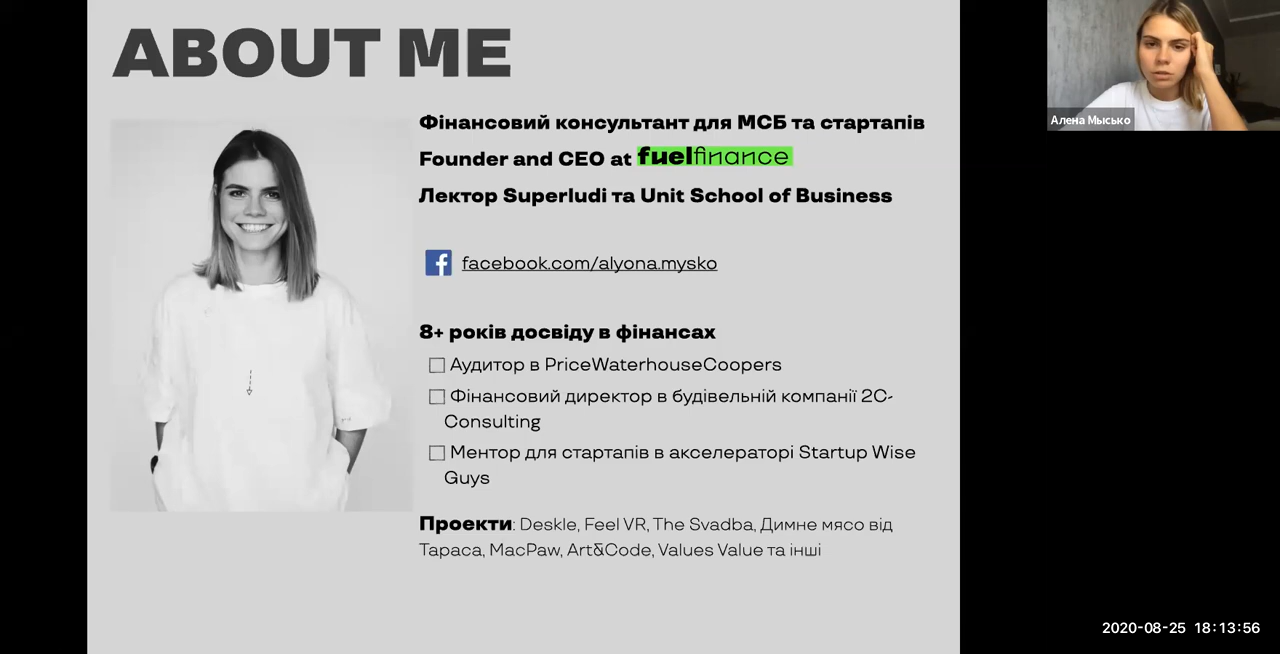 ABOUT ME
Фінансовий консультант для МСБ та стартапів
Founder and CEO at fuelfinance
Лектор Superludi та Unit School of Business
facebook.com/alyona.mysko
8+ років досвіду в фінансах
Аудитор в PriceWaterhouseCoopers
Фінансовий директор в будівельній компанії 2C-
Consulting
Ментор для стартапів в акселераторі Startup Wise
Guys
Проекти: Deskle, Feel VR, The Svadba, Димне мясо від
Тараса, MacPaw, Art&Code, Values Value та інші
Алена Мысько
2020-08-25 18:13:56